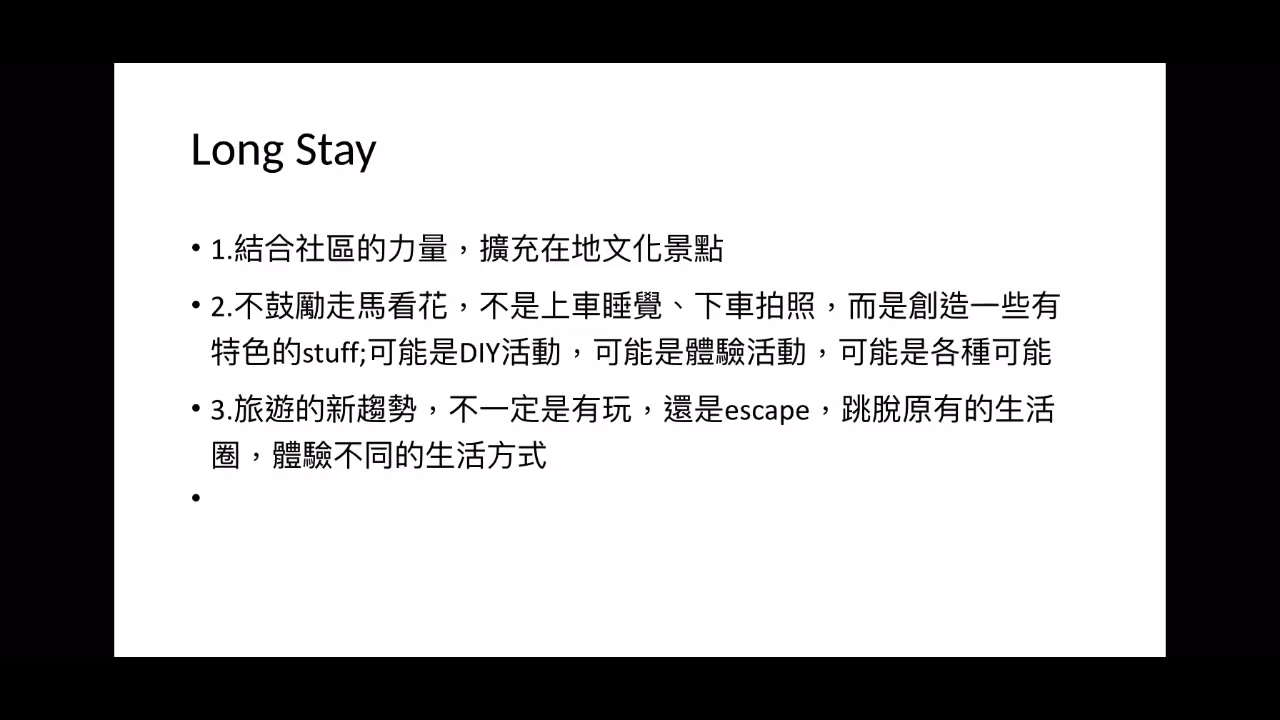 Long Stay
• 1.結合社區的力量，擴充在地文化景點
• 2.不鼓勵走馬看花，不是上車睡覺、下車拍照，而是創造一些有
特色的stuff;可能是DIY活動，可能是體驗活動，可能是各種可能
• 3.旅遊的新趨勢，不一定是有玩，還是escape，跳脫原有的生活
圈，體驗不同的生活方式
•